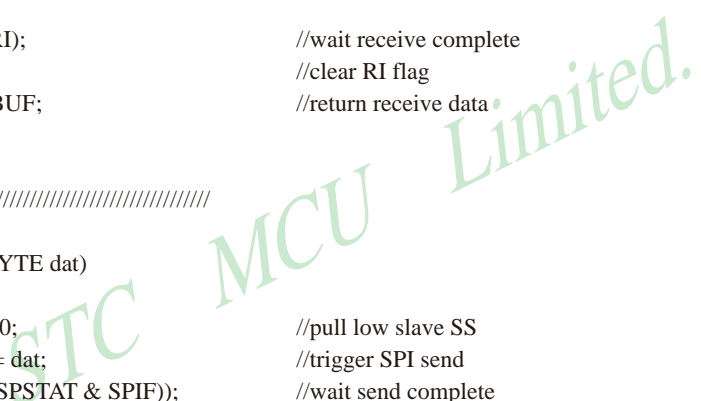 RI); //wait receive complete
//clear RI flag
BUF; //return receive data
///////////////////////////////
YTE dat)
0; //pull low slave SS
= dat; //trigger SPI send
SPSTAT & SPIF)); //wait send complete
STC MCU Limited.